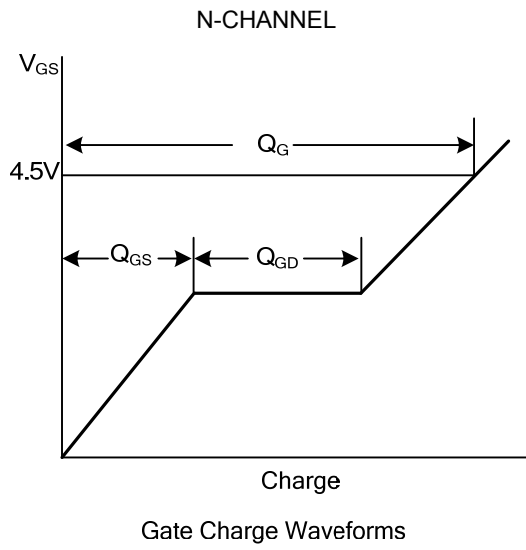 N-CHANNEL
VGS
QG
4.5V
QGS
QGD
Charge
Gate Charge Waveforms